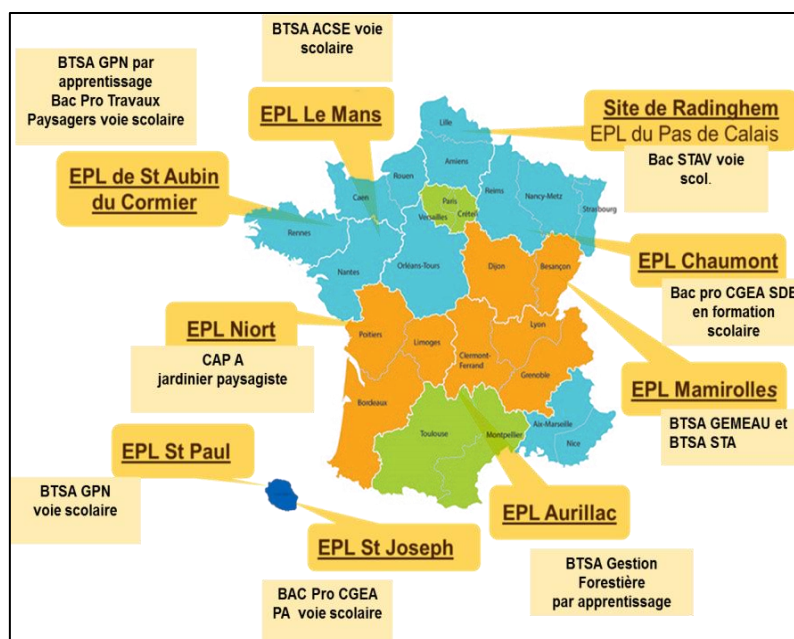 BTSA ACSE voie
scolaire
BTSA GPN par
apprentissage
Bac Pro Travaux
Paysagers voie scolaire
EPL Le Mans
Site de Radinghem
EPL du Pas de Calais
Bac STAV voie
scol.
EPL de St Aubin
du Cormier
Lille
Amiens
Rouen
Caen
Reims
Nancy-Metz
Strasbourg
Paris
Versailles
Créteil
Rennes
Nantes
Orléans-Tours
Dijon
Besançon
EPL Chaumont
Bac pro CGEA SDE
en formation
scolaire
EPL Niort
CAP A
jardinier paysagiste
Poitiers
Limoges
Clermont-
Ferrand
Lyon
Grenoble
Bordeaux
Toulouse
Montpellier
Aix-Marseille
Nice
EPL Mamirolles
BTSA GEMEAU et
BTSA STA
EPL St Paul
BTSA GPN
voie scolaire
EPL St Joseph
BAC Pro CGEA
PA voie scolaire
EPL Aurillac
BTSA Gestion
Forestière
par apprentissage